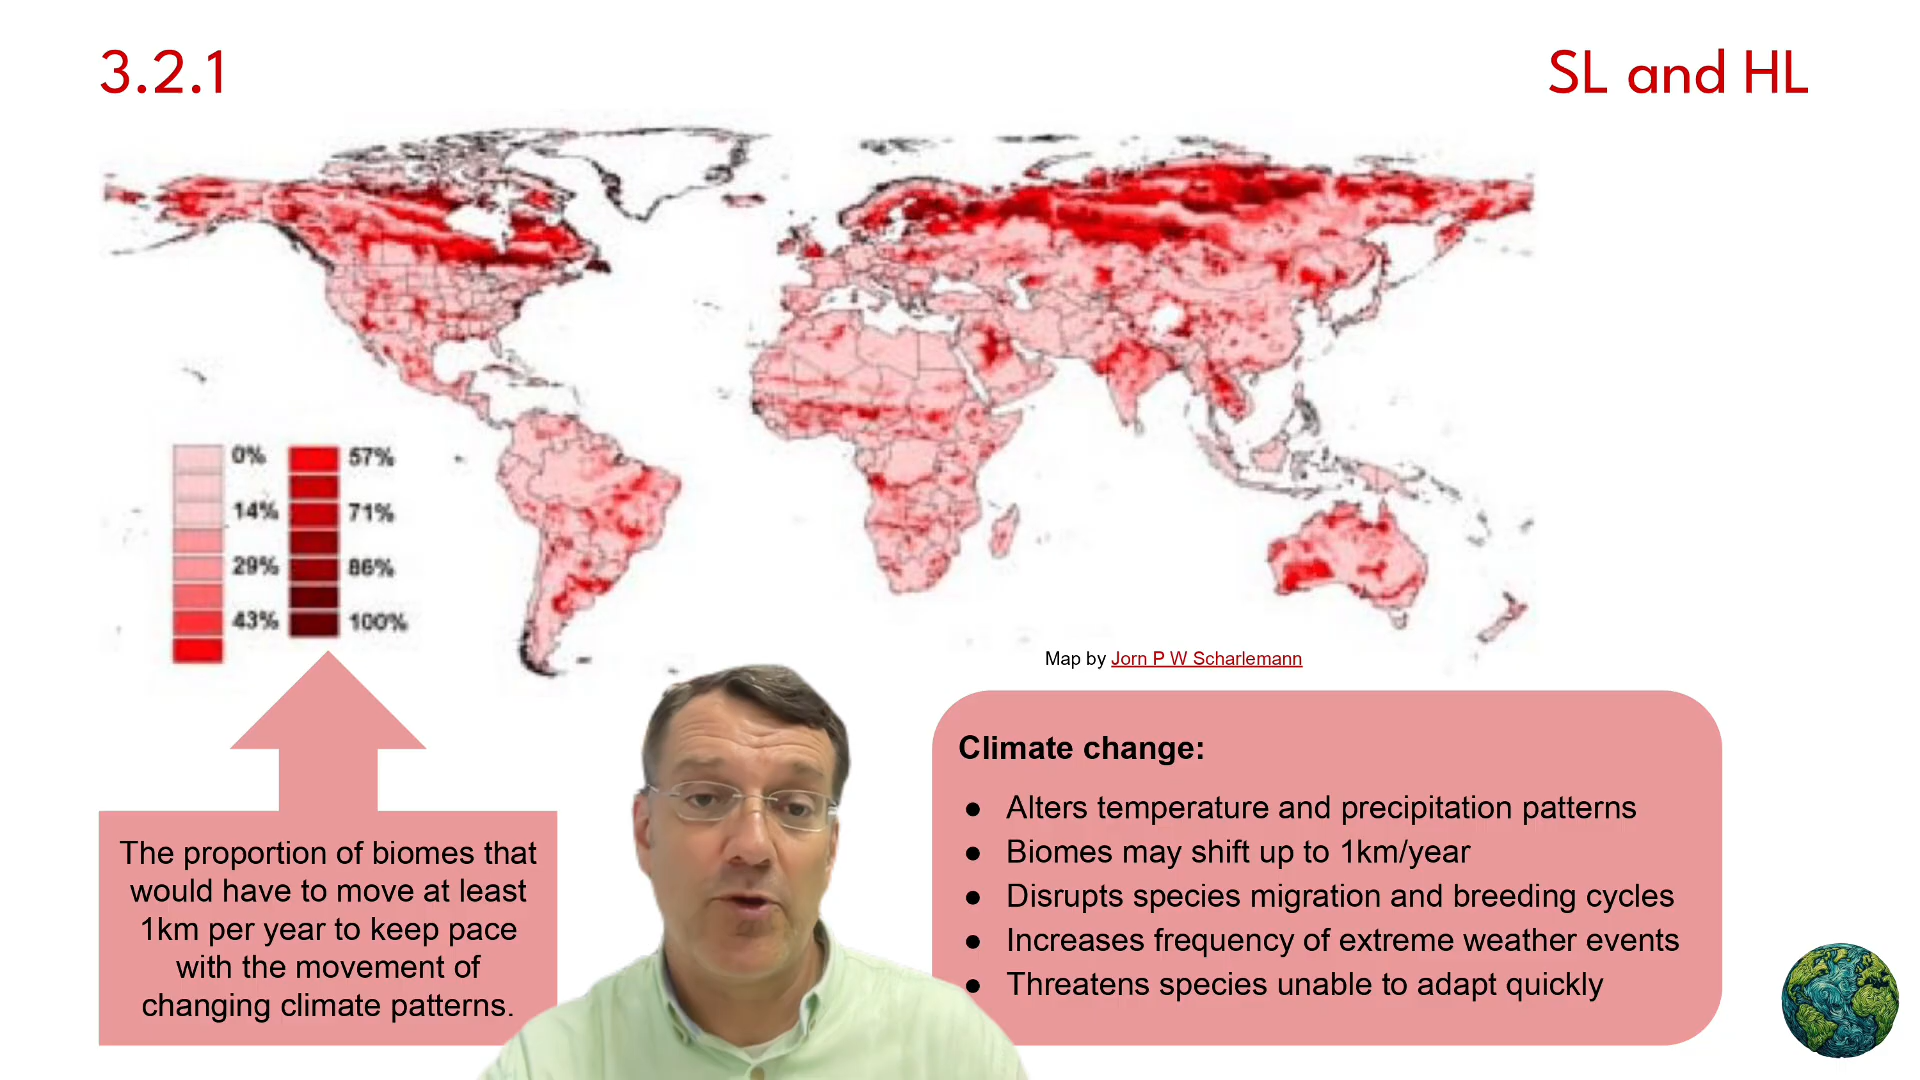 3.2.1
SL and HL
0%
14%
29%
43%
57%
71%
86%
100%
Map by Jorn P W Scharlemann
The proportion of biomes that
would have to move at least
1km per year to keep pace
with the movement of
changing climate patterns.
Climate change:
● Alters temperature and precipitation patterns
● Biomes may shift up to 1km/year
● Disrupts species migration and breeding cycles
● Increases frequency of extreme weather events
● Threatens species unable to adapt quickly